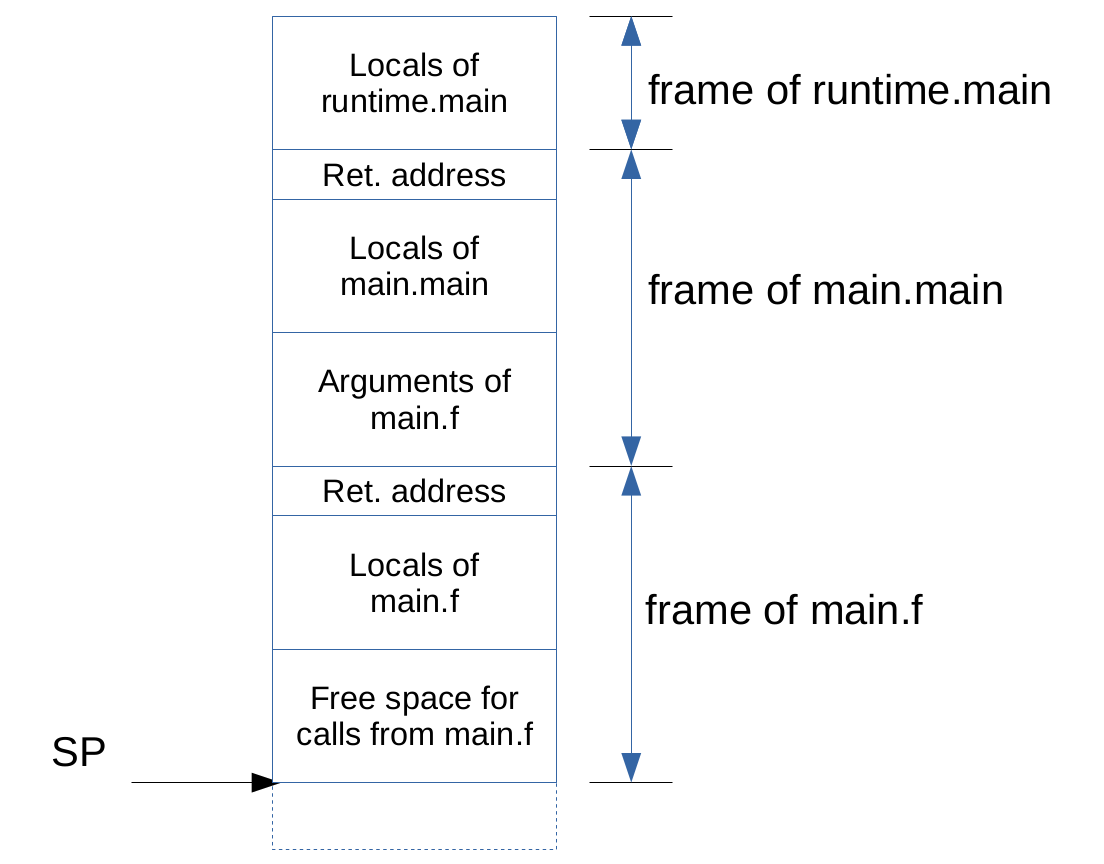 Locals of
runtime.main
frame of runtime.main
Ret. address
Locals of
main.main
frame of main.main
Arguments of
main.f
Ret. address
Locals of
main.f
frame of main.f
Free space for
calls from main.f
SP